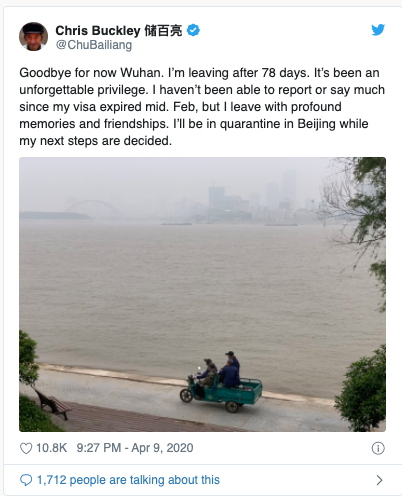 Chris Buckley 储百亮
@ChuBailiang
Goodbye for now Wuhan. I’m leaving after 78 days. It’s been an
unforgettable privilege. I haven’t been able to report or say much
since my visa expired mid. Feb, but I leave with profound
memories and friendships. I’ll be in quarantine in Beijing while
my next steps are decided.
10.8K 9:27 PM - Apr 9, 2020
1,712 people are talking about this